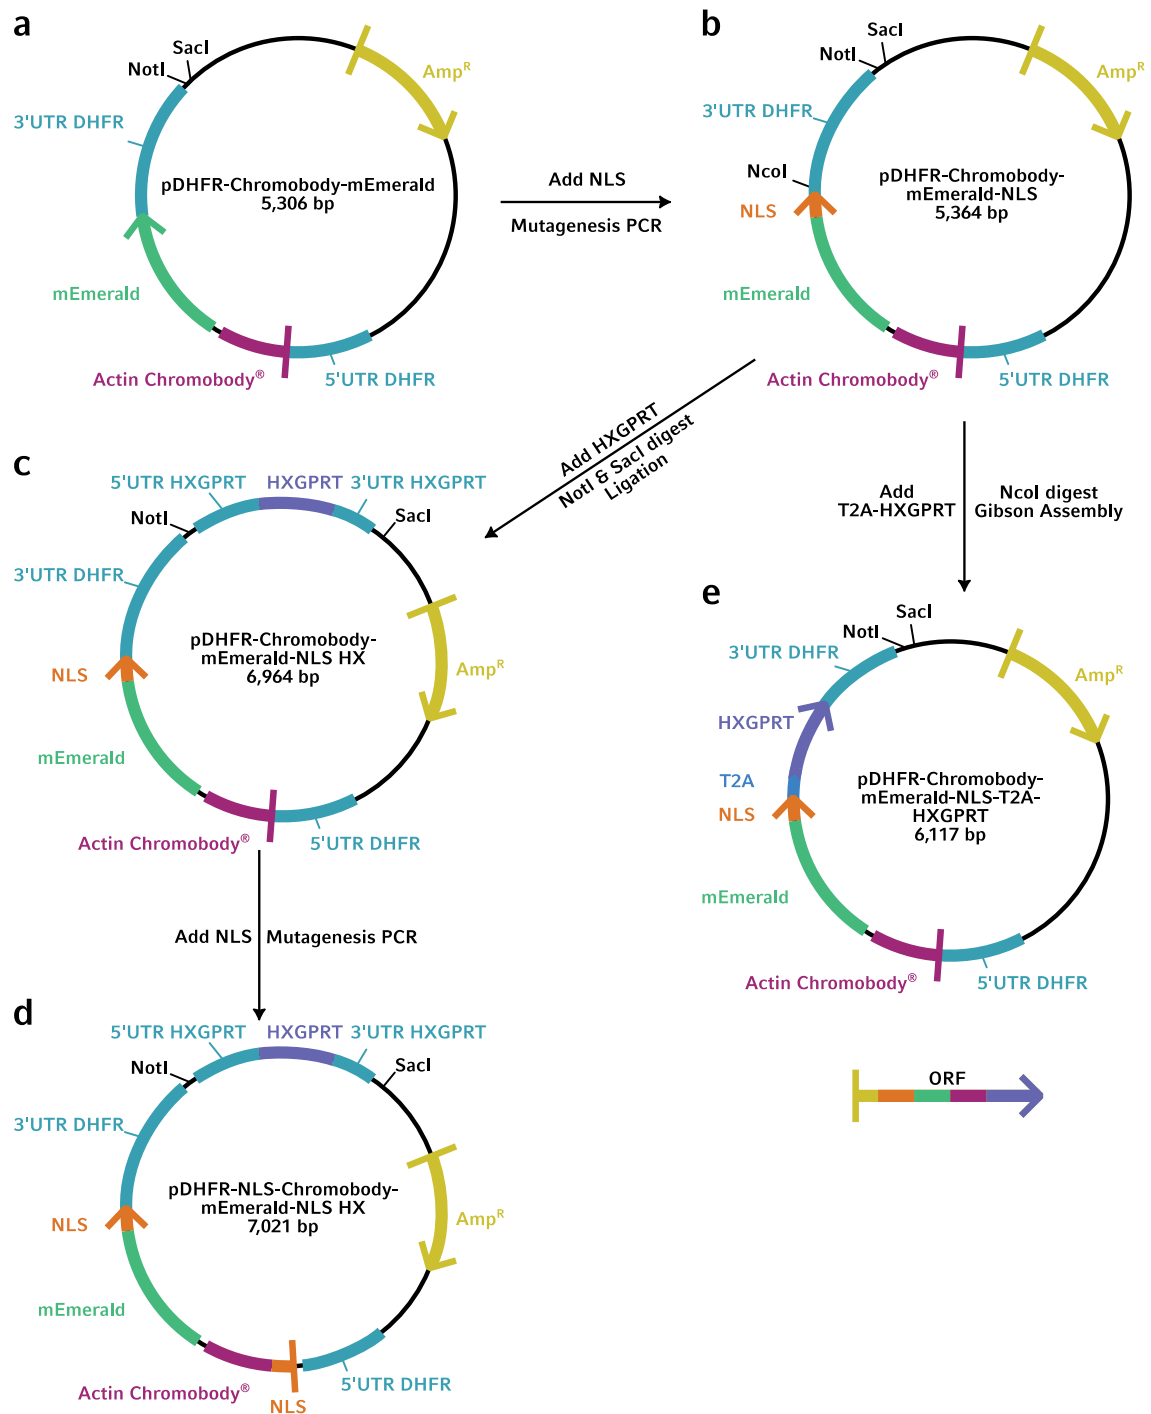 a
SacI
NotI
Amp^R
3'UTR DHFR
pDHFR-Chromobody-mEmerald
5,306 bp
mEmerald
Actin Chromobody®
5'UTR DHFR
Add NLS
Mutagenesis PCR
b
SacI
NotI
Amp^R
3'UTR DHFR
NcoI
NLS
pDHFR-Chromobody-
mEmerald-NLS
5,364 bp
mEmerald
Actin Chromobody®
5'UTR DHFR
Add HXGPRT
NotI & SacI digest
Ligation
Add
T2A-HXGPRT
NcoI digest
Gibson Assembly
c
5'UTR HXGPRT
HXGPRT
3'UTR HXGPRT
NotI
SacI
3'UTR DHFR
pDHFR-Chromobody-
mEmerald-NLS HX
6,964 bp
NLS
Amp^R
mEmerald
Actin Chromobody®
5'UTR DHFR
Add NLS
Mutagenesis PCR
d
5'UTR HXGPRT
HXGPRT
3'UTR HXGPRT
NotI
SacI
3'UTR DHFR
pDHFR-NLS-Chromobody-
mEmerald-NLS HX
7,021 bp
NLS
Amp^R
mEmerald
Actin Chromobody®
NLS
5'UTR DHFR
e
SacI
NotI
3'UTR DHFR
Amp^R
HXGPRT
T2A
NLS
pDHFR-Chromobody-
mEmerald-NLS-T2A-
HXGPRT
6,117 bp
mEmerald
Actin Chromobody®
5'UTR DHFR
ORF